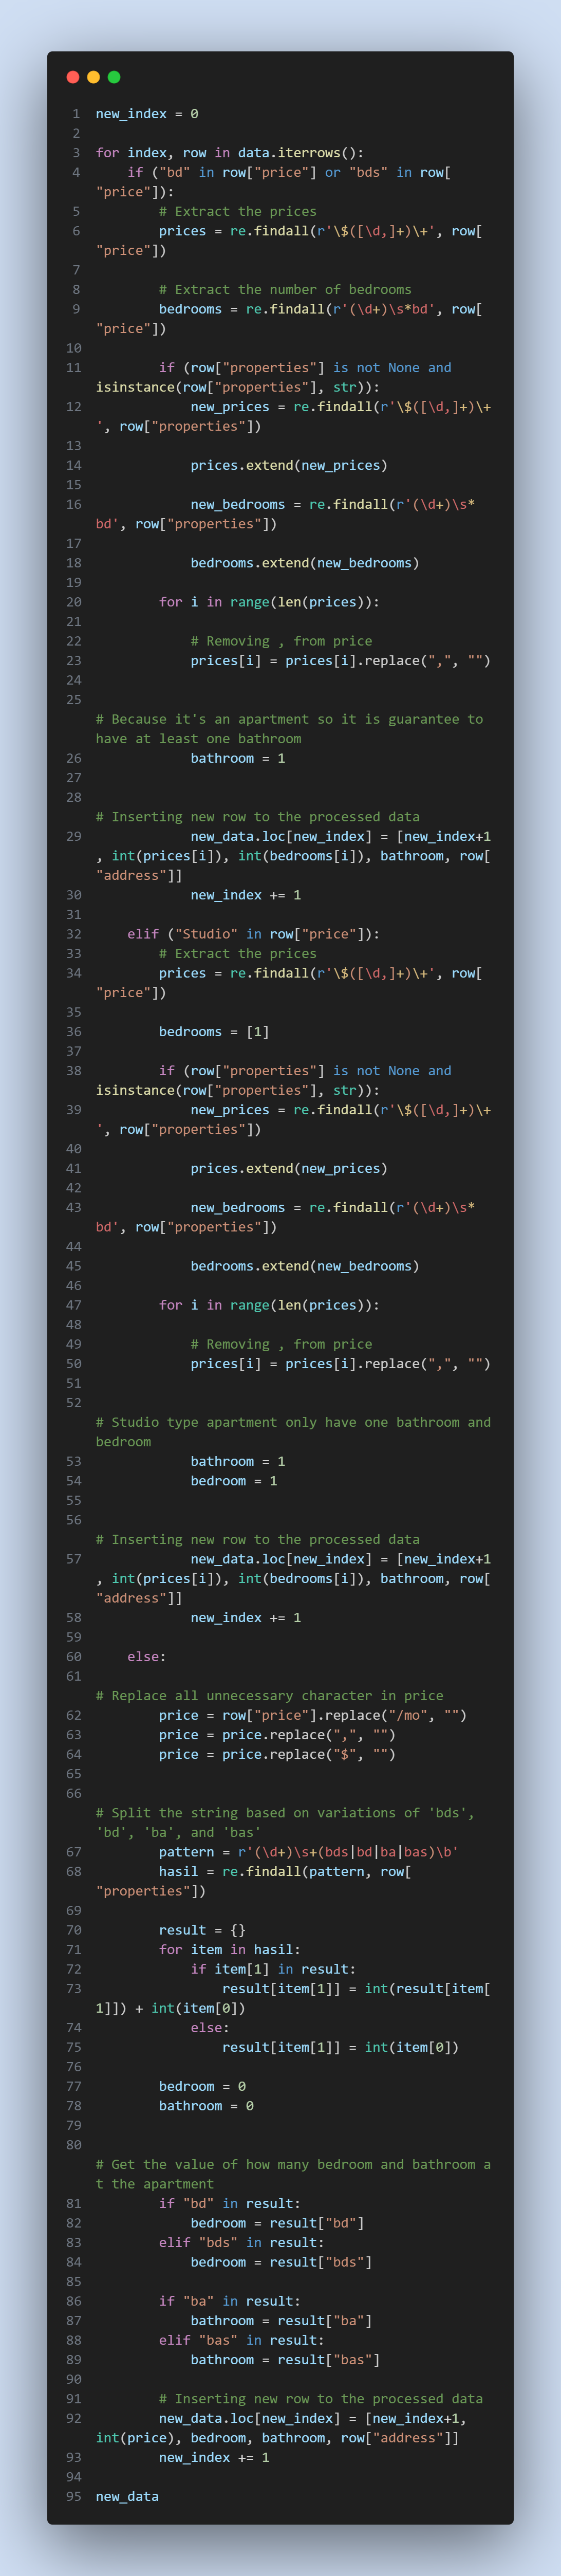 1 new_index = 0
2
3 for index, row in data.iterrows():
4     if ("bd" in row["price"] or "bds" in row[
"price"]):
5         # Extract the prices
6         prices = re.findall(r'\$([\d,]+)\+', row[
"price"])
7
8         # Extract the number of bedrooms
9         bedrooms = re.findall(r'(\d+)\s*bd', row[
"price"])
10
11         if (row["properties"] is not None and
isinstance(row["properties"], str)):
12             new_prices = re.findall(r'\$([\d,]+)\+
', row["properties"])
13
14             prices.extend(new_prices)
15
16             new_bedrooms = re.findall(r'(\d+)\s*
bd', row["properties"])
17
18             bedrooms.extend(new_bedrooms)
19
20         for i in range(len(prices)):
21
22             # Removing , from price
23             prices[i] = prices[i].replace(",", "")
24
25
# Because it's an apartment so it is guarantee to
have at least one bathroom
26             bathroom = 1
27
28
# Inserting new row to the processed data
29             new_data.loc[new_index] = [new_index+1
, int(prices[i]), int(bedrooms[i]), bathroom, row[
"address"]]
30             new_index += 1
31
32     elif ("Studio" in row["price"]):
33         # Extract the prices
34         prices = re.findall(r'\$([\d,]+)\+', row[
"price"])
35
36         bedrooms = [1]
37
38         if (row["properties"] is not None and
isinstance(row["properties"], str)):
39             new_prices = re.findall(r'\$([\d,]+)\+
', row["properties"])
40
41             prices.extend(new_prices)
42
43             new_bedrooms = re.findall(r'(\d+)\s*
bd', row["properties"])
44
45             bedrooms.extend(new_bedrooms)
46
47         for i in range(len(prices)):
48
49             # Removing , from price
50             prices[i] = prices[i].replace(",", "")
51
52
# Studio type apartment only have one bathroom and
bedroom
53             bathroom = 1
54             bedroom = 1
55
56
# Inserting new row to the processed data
57             new_data.loc[new_index] = [new_index+1
, int(prices[i]), int(bedrooms[i]), bathroom, row[
"address"]]
58             new_index += 1
59
60     else:
61
# Replace all unnecessary character in price
62         price = row["price"].replace("/mo", "")
63         price = price.replace(",", "")
64         price = price.replace("$", "")
65
66
# Split the string based on variations of 'bds',
'bd', 'ba', and 'bas'
67         pattern = r'(\d+)\s+(bds|bd|ba|bas)\b'
68         hasil = re.findall(pattern, row[
"properties"])
69
70         result = {}
71         for item in hasil:
72             if item[1] in result:
73                 result[item[1]] = int(result[item[
1]]) + int(item[0])
74             else:
75                 result[item[1]] = int(item[0])
76
77         bedroom = 0
78         bathroom = 0
79
80
# Get the value of how many bedroom and bathroom a
t the apartment
81         if "bd" in result:
82             bedroom = result["bd"]
83         elif "bds" in result:
84             bedroom = result["bds"]
85
86         if "ba" in result:
87             bathroom = result["ba"]
88         elif "bas" in result:
89             bathroom = result["bas"]
90
91         # Inserting new row to the processed data
92         new_data.loc[new_index] = [new_index+1,
int(price), bedroom, bathroom, row["address"]]
93         new_index += 1
94
95 new_data